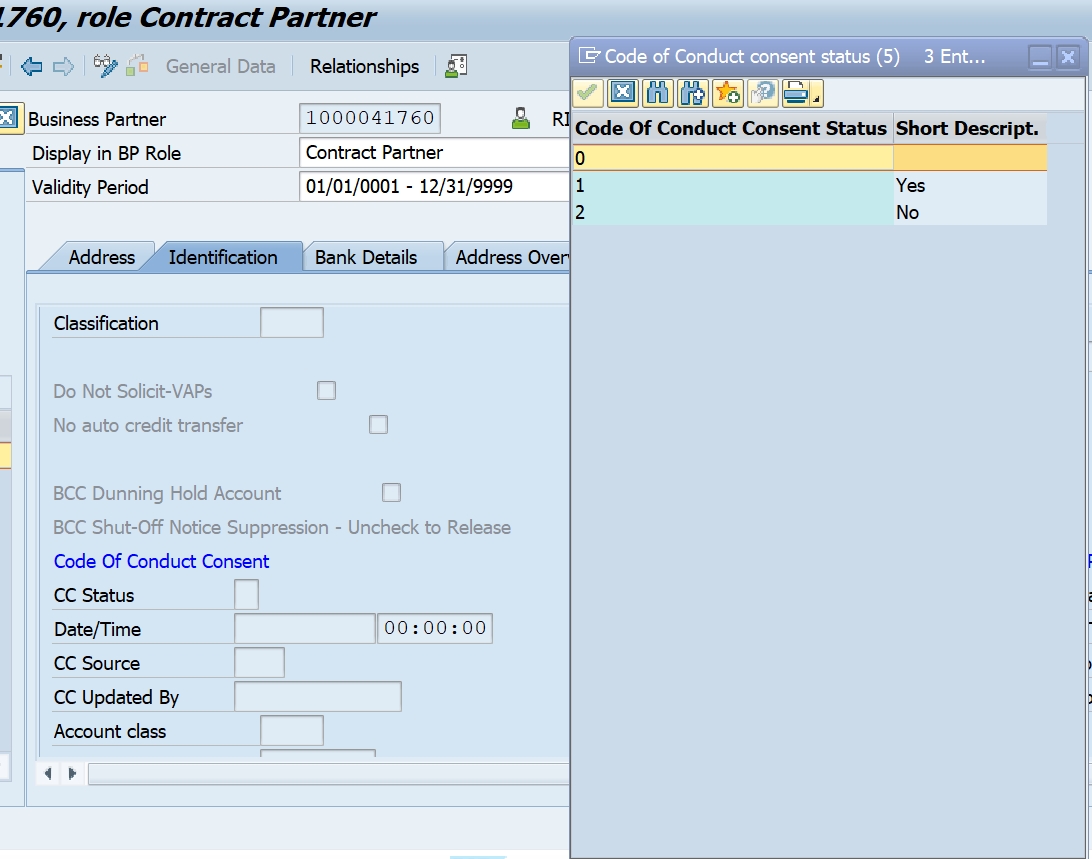 1760, role Contract Partner
General Data
Relationships
Business Partner
1000041760
Display in BP Role
Contract Partner
Validity Period
01/01/0001 - 12/31/9999
Address
Identification
Bank Details
Classification
Do Not Solicit-VAPs
No auto credit transfer
BCC Dunning Hold Account
BCC Shut-Off Notice Suppression - Uncheck to Release
Code Of Conduct Consent
CC Status
Date/Time
00:00:00
CC Source
CC Updated By
Account class
Code of Conduct consent status (5) 3 Ent...
Code Of Conduct Consent Status Short Descript.
0
1 Yes
2 No